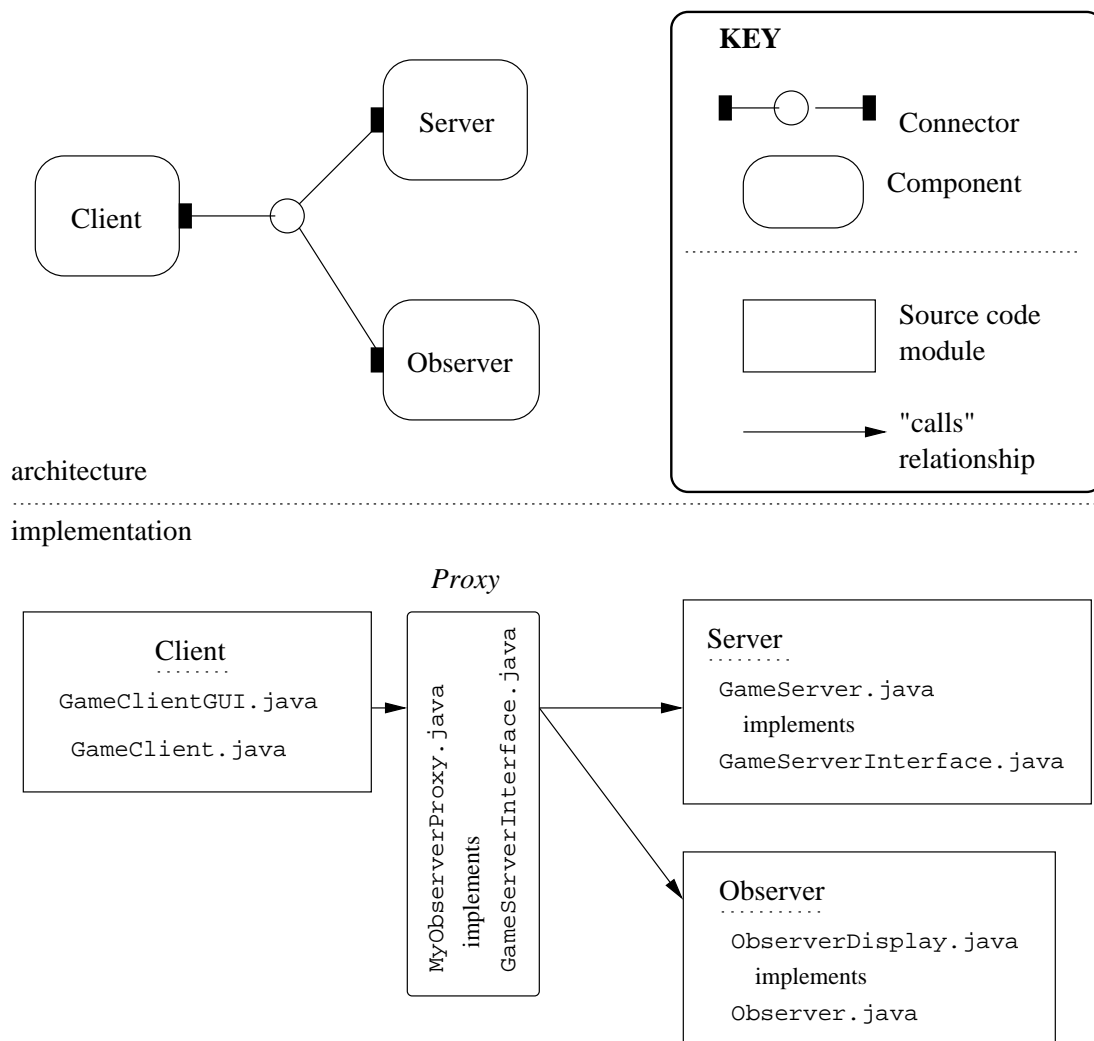 KEY
Connector
Component
Source code
module
"calls"
relationship
Server
Client
Observer
architecture
implementation
Proxy
Client
GameClientGUI.java
GameClient.java
MyObserverProxy.java
implements
GameServerInterface.java
Server
GameServer.java
implements
GameServerInterface.java
Observer
ObserverDisplay.java
implements
Observer.java